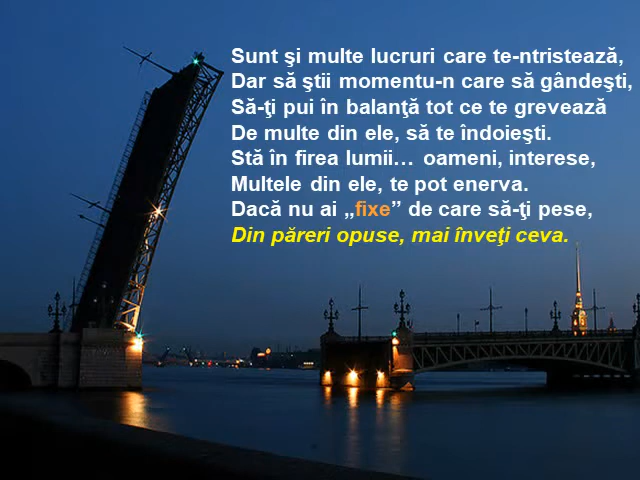 Sunt şi multe lucruri care te-ntristează,
Dar să ştii momentu-n care să gândeşti,
Să-ţi pui în balanţă tot ce te grevează
De multe din ele, să te îndoieşti.
Stă în firea lumii… oameni, interese,
Multele din ele, te pot enerva.
Dacă nu ai „fixe” de care să-ţi pese,
Din păreri opuse, mai înveţi ceva.